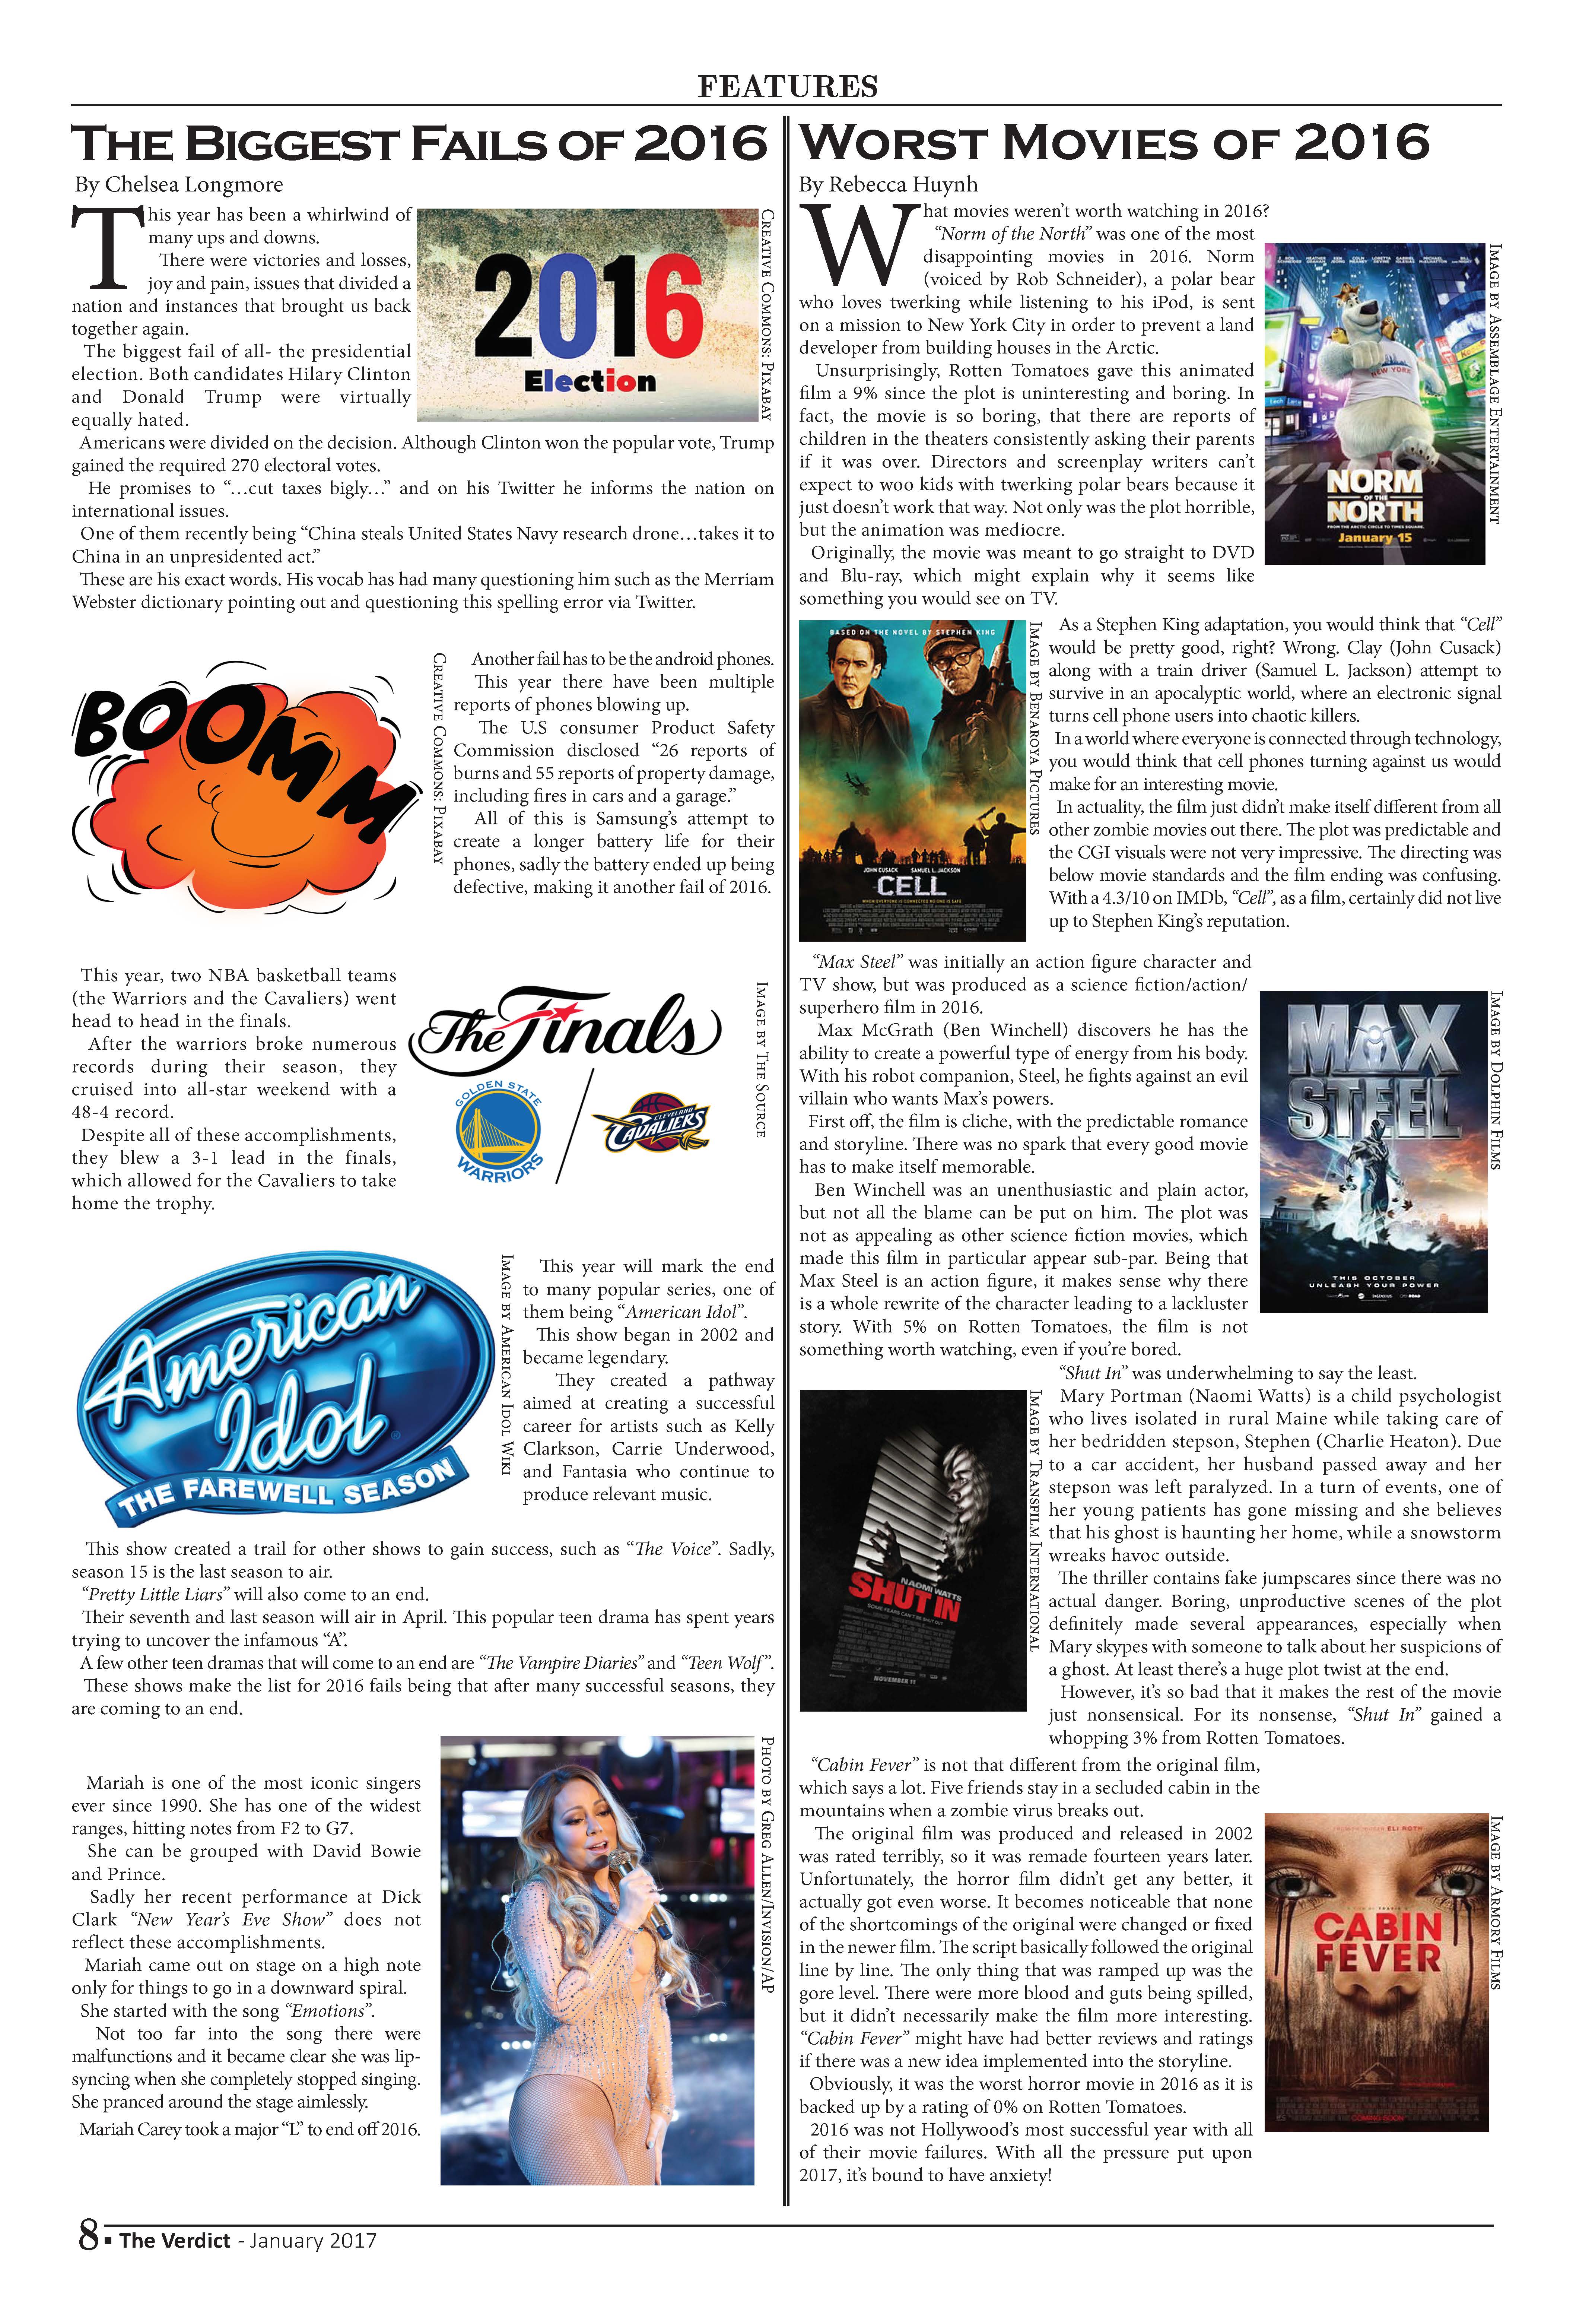 FEATURES
THE BIGGEST FAILS OF 2016
By Chelsea Longmore
This year has been a whirlwind of
many ups and downs.
There were victories and losses,
joy and pain, issues that divided a
nation and instances that brought us back
together again.
The biggest fail of all- the presidential
election. Both candidates Hilary Clinton
and Donald Trump were virtually
equally hated.
2016
Election
CREATIVE COMMONS: PIXABAY
Americans were divided on the decision. Although Clinton won the popular vote, Trump
gained the required 270 electoral votes.
He promises to “…cut taxes bigly…” and on his Twitter he informs the nation on
international issues.
One of them recently being “China steals United States Navy research drone…takes it to
China in an unpresidented act.”
These are his exact words. His vocab has had many questioning him such as the Merriam
Webster dictionary pointing out and questioning this spelling error via Twitter.
BOOMM
CREATIVE COMMONS: PIXABAY
Another fail has to be the android phones.
This year there have been multiple
reports of phones blowing up.
The U.S consumer Product Safety
Commission disclosed “26 reports of
burns and 55 reports of property damage,
including fires in cars and a garage.”
All of this is Samsung’s attempt to
create a longer battery life for their
phones, sadly the battery ended up being
defective, making it another fail of 2016.
This year, two NBA basketball teams
(the Warriors and the Cavaliers) went
head to head in the finals.
After the warriors broke numerous
records during their season, they
cruised into all-star weekend with a
48-4 record.
Despite all of these accomplishments,
they blew a 3-1 lead in the finals,
which allowed for the Cavaliers to take
home the trophy.
The Finals
GOLDEN STATE
WARRIORS
CLEVELAND
CAVALIERS
IMAGE BY THE SOURCE
American
Idol
THE FAREWELL SEASON
IMAGE BY AMERICAN IDOL WIKI
This year will mark the end
to many popular series, one of
them being “American Idol”.
This show began in 2002 and
became legendary.
They created a pathway
aimed at creating a successful
career for artists such as Kelly
Clarkson, Carrie Underwood,
and Fantasia who continue to
produce relevant music.
This show created a trail for other shows to gain success, such as “The Voice”. Sadly,
season 15 is the last season to air.
“Pretty Little Liars” will also come to an end.
Their seventh and last season will air in April. This popular teen drama has spent years
trying to uncover the infamous “A”.
A few other teen dramas that will come to an end are “The Vampire Diaries” and “Teen Wolf”.
These shows make the list for 2016 fails being that after many successful seasons, they
are coming to an end.
Mariah is one of the most iconic singers
ever since 1990. She has one of the widest
ranges, hitting notes from F2 to G7.
She can be grouped with David Bowie
and Prince.
Sadly her recent performance at Dick
Clark “New Year’s Eve Show” does not
reflect these accomplishments.
Mariah came out on stage on a high note
only for things to go in a downward spiral.
She started with the song “Emotions”.
Not too far into the song there were
malfunctions and it became clear she was lip-
syncing when she completely stopped singing.
She pranced around the stage aimlessly.
Mariah Carey took a major “L” to end off 2016.
PHOTO BY GREG ALLEN/INVISION/AP
WORST MOVIES OF 2016
By Rebecca Huynh
What movies weren’t worth watching in 2016?
“Norm of the North” was one of the most
disappointing movies in 2016. Norm
(voiced by Rob Schneider), a polar bear
who loves twerking while listening to his iPod, is sent
on a mission to New York City in order to prevent a land
developer from building houses in the Arctic.
Unsurprisingly, Rotten Tomatoes gave this animated
film a 9% since the plot is uninteresting and boring. In
fact, the movie is so boring, that there are reports of
children in the theaters consistently asking their parents
if it was over. Directors and screenplay writers can’t
expect to woo kids with twerking polar bears because it
just doesn’t work that way. Not only was the plot horrible,
but the animation was mediocre.
Originally, the movie was meant to go straight to DVD
and Blu-ray, which might explain why it seems like
something you would see on TV.
NEW YORK
NORM
OF THE
NORTH
FROM THE ARCTIC CIRCLE TO TIMES SQUARE.
January 15
IMAGE BY ASSEMBLAGE ENTERTAINMENT
BASED ON THE NOVEL BY STEPHEN KING
JOHN CUSACK SAMUEL L. JACKSON
CELL
WHEN EVERYONE IS CONNECTED NO ONE IS SAFE
IMAGE BY BENAROYA PICTURES
As a Stephen King adaptation, you would think that “Cell”
would be pretty good, right? Wrong. Clay (John Cusack)
along with a train driver (Samuel L. Jackson) attempt to
survive in an apocalyptic world, where an electronic signal
turns cell phone users into chaotic killers.
In a world where everyone is connected through technology,
you would think that cell phones turning against us would
make for an interesting movie.
In actuality, the film just didn’t make itself different from all
other zombie movies out there. The plot was predictable and
the CGI visuals were not very impressive. The directing was
below movie standards and the film ending was confusing.
With a 4.3/10 on IMDb, “Cell”, as a film, certainly did not live
up to Stephen King’s reputation.
“Max Steel” was initially an action figure character and
TV show, but was produced as a science fiction/action/
superhero film in 2016.
Max McGrath (Ben Winchell) discovers he has the
ability to create a powerful type of energy from his body.
With his robot companion, Steel, he fights against an evil
villain who wants Max’s powers.
First off, the film is cliche, with the predictable romance
and storyline. There was no spark that every good movie
has to make itself memorable.
Ben Winchell was an unenthusiastic and plain actor,
but not all the blame can be put on him. The plot was
not as appealing as other science fiction movies, which
made this film in particular appear sub-par. Being that
Max Steel is an action figure, it makes sense why there
is a whole rewrite of the character leading to a lackluster
story. With 5% on Rotten Tomatoes, the film is not
something worth watching, even if you’re bored.
MAX
STEEL
THIS OCTOBER
UNLEASH YOUR POWER
IMAGE BY DOLPHIN FILMS
NAOMI WATTS
SHUT IN
NOVEMBER 11
IMAGE BY TRANSFILM INTERNATIONAL
“Shut In” was underwhelming to say the least.
Mary Portman (Naomi Watts) is a child psychologist
who lives isolated in rural Maine while taking care of
her bedridden stepson, Stephen (Charlie Heaton). Due
to a car accident, her husband passed away and her
stepson was left paralyzed. In a turn of events, one of
her young patients has gone missing and she believes
that his ghost is haunting her home, while a snowstorm
wreaks havoc outside.
The thriller contains fake jumpscares since there was no
actual danger. Boring, unproductive scenes of the plot
definitely made several appearances, especially when
Mary skypes with someone to talk about her suspicions of
a ghost. At least there’s a huge plot twist at the end.
However, it’s so bad that it makes the rest of the movie
just nonsensical. For its nonsense, “Shut In” gained a
whopping 3% from Rotten Tomatoes.
“Cabin Fever” is not that different from the original film,
which says a lot. Five friends stay in a secluded cabin in the
mountains when a zombie virus breaks out.
The original film was produced and released in 2002
was rated terribly, so it was remade fourteen years later.
Unfortunately, the horror film didn’t get any better, it
actually got even worse. It becomes noticeable that none
of the shortcomings of the original were changed or fixed
in the newer film. The script basically followed the original
line by line. The only thing that was ramped up was the
gore level. There were more blood and guts being spilled,
but it didn’t necessarily make the film more interesting.
“Cabin Fever” might have had better reviews and ratings
if there was a new idea implemented into the storyline.
Obviously, it was the worst horror movie in 2016 as it is
backed up by a rating of 0% on Rotten Tomatoes.
2016 was not Hollywood’s most successful year with all
of their movie failures. With all the pressure put upon
2017, it’s bound to have anxiety!
ELI ROTH
CABIN
FEVER
COMING SOON
IMAGE BY ARMORY FILMS
8 ▪ The Verdict - January 2017